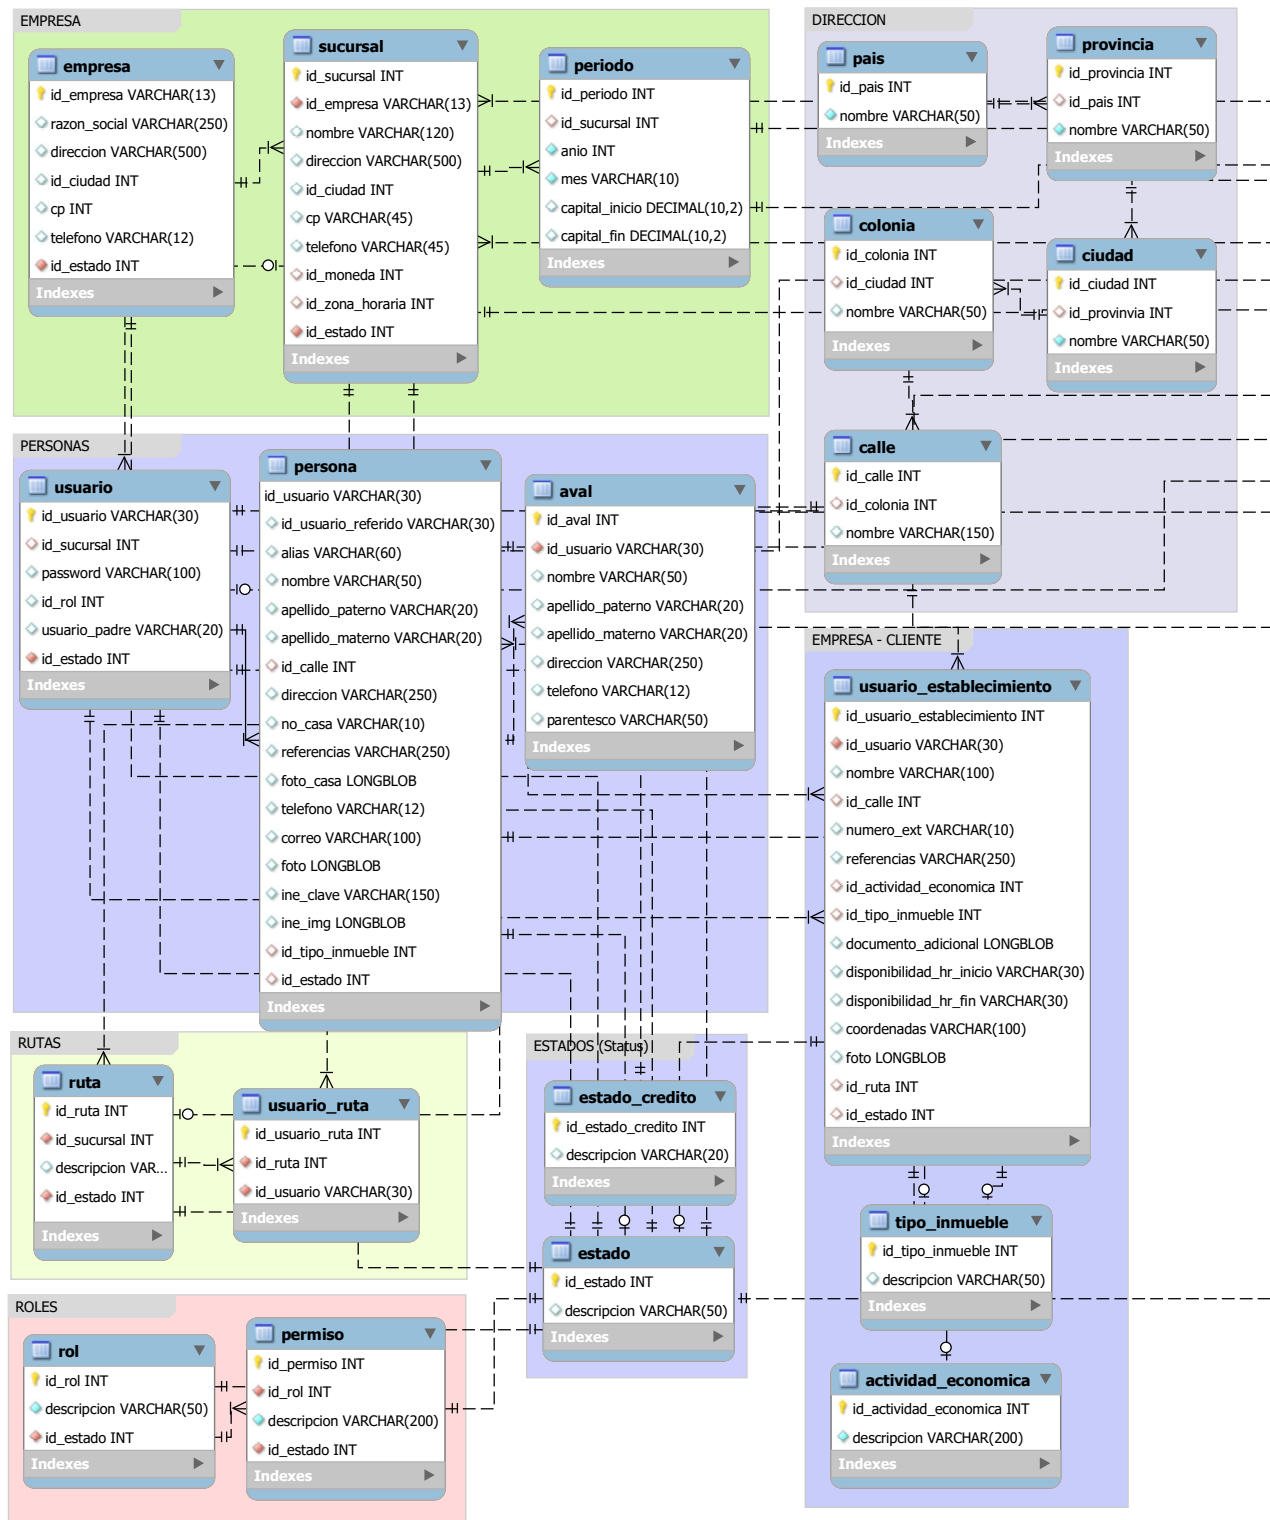 EMPRESA
empresa
id_empresa VARCHAR(13)
razon_social VARCHAR(250)
direccion VARCHAR(500)
id_ciudad INT
cp INT
telefono VARCHAR(12)
id_estado INT
Indexes
sucursal
id_sucursal INT
id_empresa VARCHAR(13)
nombre VARCHAR(120)
direccion VARCHAR(500)
id_ciudad INT
cp VARCHAR(45)
telefono VARCHAR(45)
id_moneda INT
id_zona_horaria INT
id_estado INT
Indexes
periodo
id_periodo INT
id_sucursal INT
anio INT
mes VARCHAR(10)
capital_inicio DECIMAL(10,2)
capital_fin DECIMAL(10,2)
Indexes
DIRECCION
pais
id_pais INT
nombre VARCHAR(50)
Indexes
provincia
id_provincia INT
id_pais INT
nombre VARCHAR(50)
Indexes
colonia
id_colonia INT
id_ciudad INT
nombre VARCHAR(50)
Indexes
ciudad
id_ciudad INT
id_provinvia INT
nombre VARCHAR(50)
Indexes
calle
id_calle INT
id_colonia INT
nombre VARCHAR(150)
Indexes
PERSONAS
usuario
id_usuario VARCHAR(30)
id_sucursal INT
password VARCHAR(100)
id_rol INT
usuario_padre VARCHAR(20)
id_estado INT
Indexes
persona
id_usuario VARCHAR(30)
id_usuario_referido VARCHAR(30)
alias VARCHAR(60)
nombre VARCHAR(50)
apellido_paterno VARCHAR(20)
apellido_materno VARCHAR(20)
id_calle INT
direccion VARCHAR(250)
no_casa VARCHAR(10)
referencias VARCHAR(250)
foto_casa LONGBLOB
telefono VARCHAR(12)
correo VARCHAR(100)
foto LONGBLOB
ine_clave VARCHAR(150)
ine_img LONGBLOB
id_tipo_inmueble INT
id_estado INT
Indexes
aval
id_aval INT
id_usuario VARCHAR(30)
nombre VARCHAR(50)
apellido_paterno VARCHAR(20)
apellido_materno VARCHAR(20)
direccion VARCHAR(250)
telefono VARCHAR(12)
parentesco VARCHAR(50)
Indexes
EMPRESA - CLIENTE
usuario_establecimiento
id_usuario_establecimiento INT
id_usuario VARCHAR(30)
nombre VARCHAR(100)
id_calle INT
numero_ext VARCHAR(10)
referencias VARCHAR(250)
id_actividad_economica INT
id_tipo_inmueble INT
documento_adicional LONGBLOB
disponibilidad_hr_inicio VARCHAR(30)
disponibilidad_hr_fin VARCHAR(30)
coordenadas VARCHAR(100)
foto LONGBLOB
id_ruta INT
id_estado INT
Indexes
tipo_inmueble
id_tipo_inmueble INT
descripcion VARCHAR(50)
Indexes
actividad_economica
id_actividad_economica INT
descripcion VARCHAR(200)
Indexes
RUTAS
ruta
id_ruta INT
id_sucursal INT
descripcion VAR...
id_estado INT
Indexes
usuario_ruta
id_usuario_ruta INT
id_ruta INT
id_usuario VARCHAR(30)
Indexes
ESTADOS (Status)
estado_credito
id_estado_credito INT
descripcion VARCHAR(20)
Indexes
estado
id_estado INT
descripcion VARCHAR(50)
Indexes
ROLES
rol
id_rol INT
descripcion VARCHAR(50)
id_estado INT
Indexes
permiso
id_permiso INT
id_rol INT
descripcion VARCHAR(200)
id_estado INT
Indexes